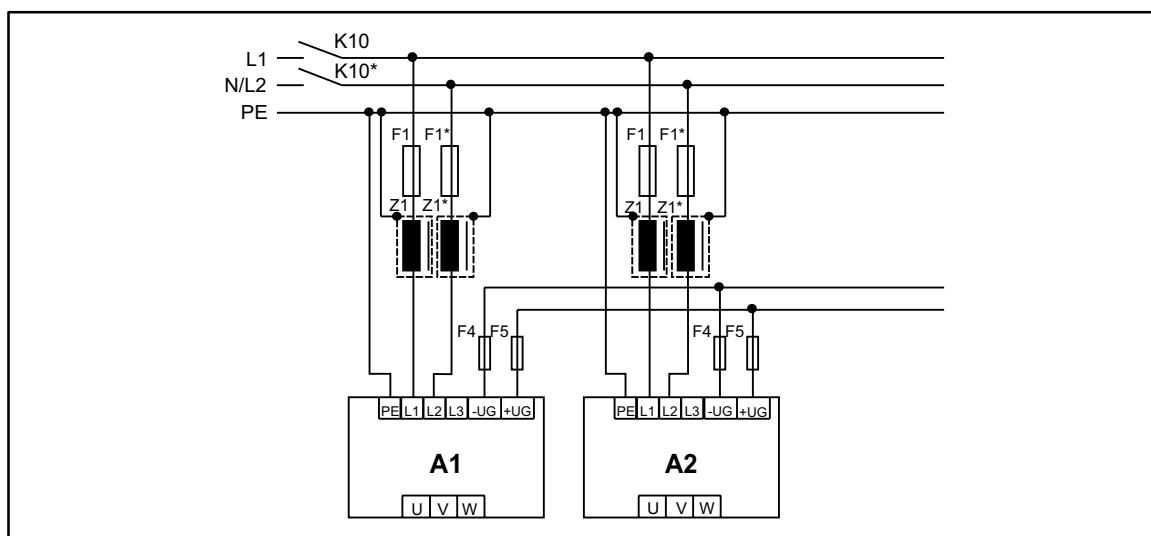 K10
L1
K10*
N/L2
PE
F1 F1* F1 F1*
Z1 Z1* Z1 Z1*
F4 F5 F4 F5
PE L1 L2 L3 -UG +UG PE L1 L2 L3 -UG +UG
A1 A2
U V W U V W